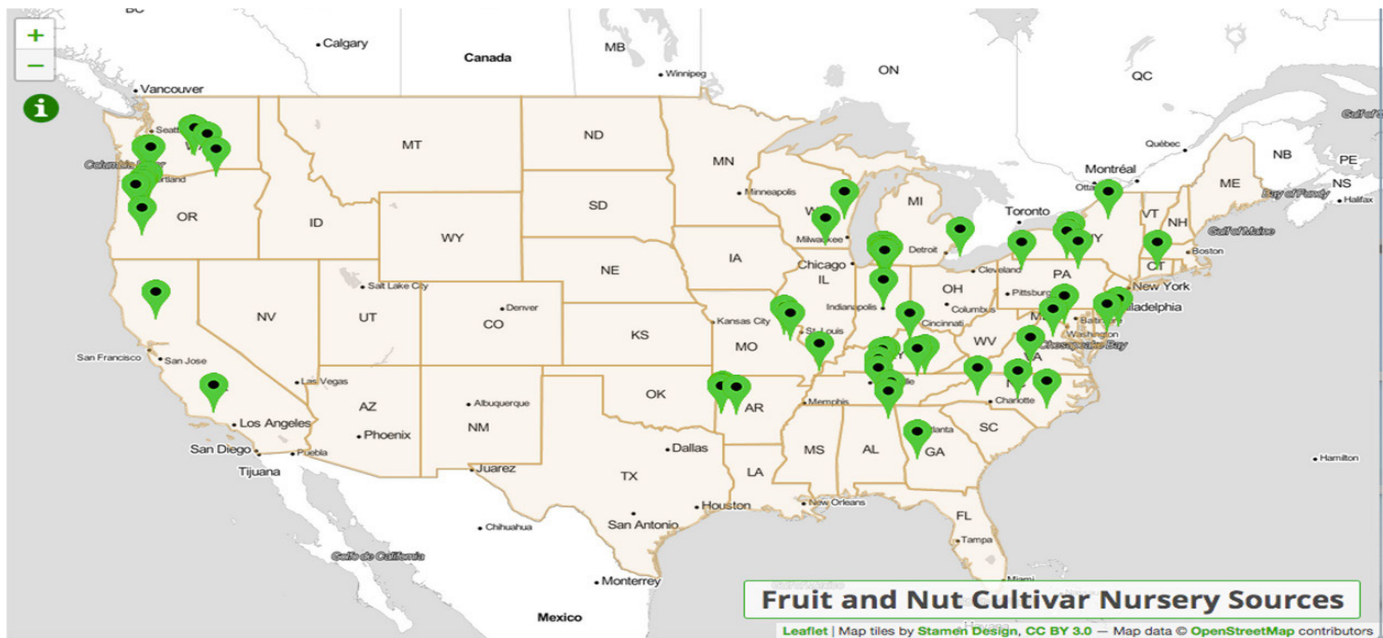 BC
Calgary
Canada
MB
Winnipeg
ON
QC
Vancouver
Québec
NB
PE
Montréal
ME
NS
Halifax
Bay of Fundy
MT
ND
MN
Minneapolis
Toronto
VT
NH
Gulf of Maine
OR
ID
SD
MI
WY
Milwaukee
Detroit
Boston
CT
Chicago
Cleveland
PA
New York
IA
NE
IL
OH
Pittsburg
Salt Lake City
Denver
Indianapolis
Columbus
NV
UT
CO
KS
Kansas City
St-Louis
Cincinnati
Washington
Chesapeake Bay
MO
WV
VA
San Francisco
San Jose
Las Vegas
OK
AR
Memphis
Charlotte
AZ
Albuquerque
NM
SC
Los Angeles
Phoenix
Dallas
MS
AL
GA
San Diego
Puebla
Tijuana
Juarez
TX
LA
Hamilton
Houston
New Orleans
San Antonio
FL
Chihuahua
Tampa
Golfo de California
Monterrey
Miami
Mexico
Fruit and Nut Cultivar Nursery Sources
Leaflet | Map tiles by Stamen Design, CC BY 3.0 — Map data © OpenStreetMap contributors